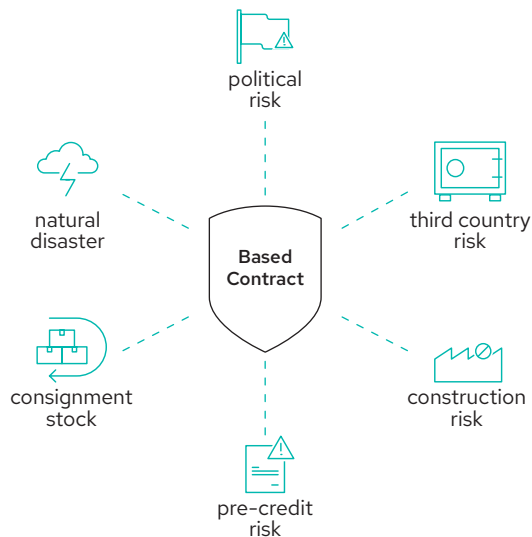 political
risk
natural
disaster
third country
risk
Based
Contract
consignment
stock
construction
risk
pre-credit
risk